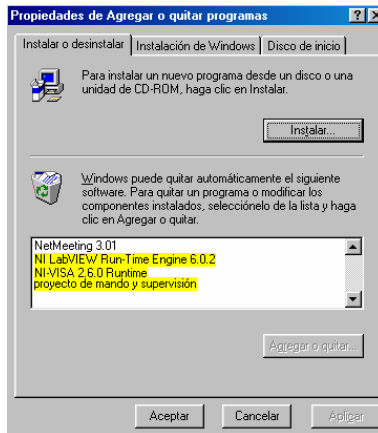 Propiedades de Agregar o quitar programas
Instalar o desinstalar Instalación de Windows Disco de inicio
Para instalar un nuevo programa desde un disco o una
unidad de CD-ROM, haga clic en Instalar.
Instalar...
Windows puede quitar automáticamente el siguiente
software. Para quitar un programa o modificar los
componentes instalados, selecciónelo de la lista y haga
clic en Agregar o quitar.
NetMeeting 3.01
NI LabVIEW Run-Time Engine 6.0.2
NI-VISA 2.6.0 Runtime
proyecto de mando y supervisión
Agregar o quitar...
Aceptar Cancelar Aplicar